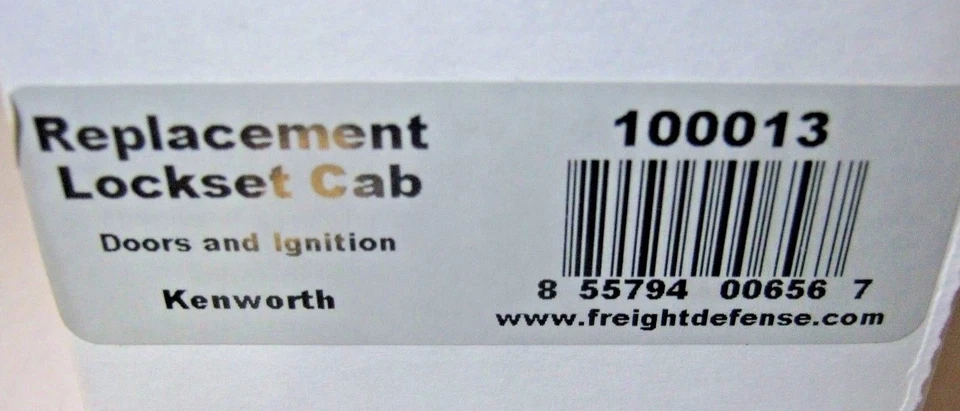 Replacement
Lockset Cab
Doors and Ignition
Kenworth
100013
8 55794 00656 7
www.freightdefense.com